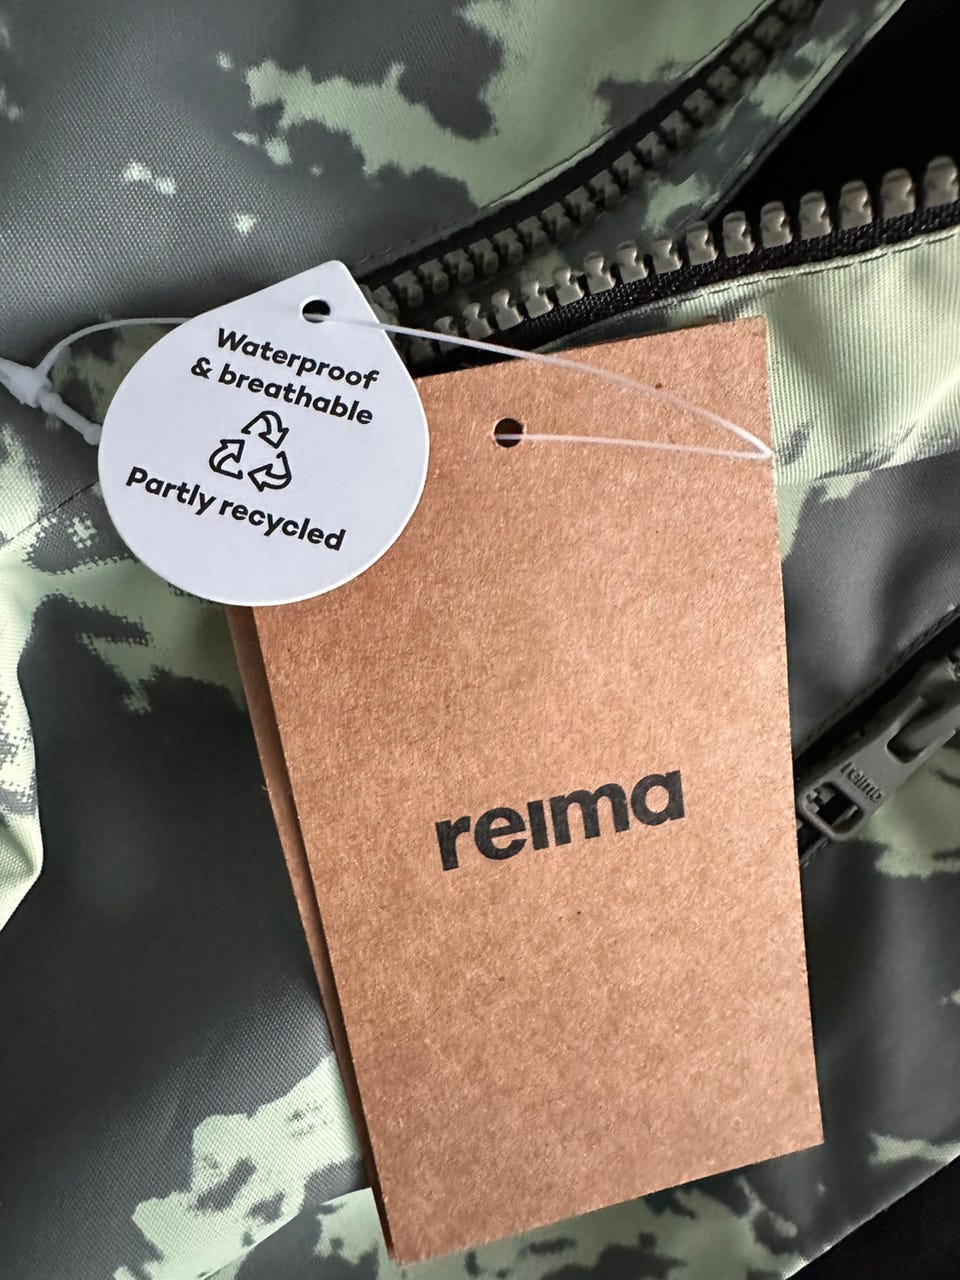 Waterproof
& breathable
Partly recycled
reima
reima